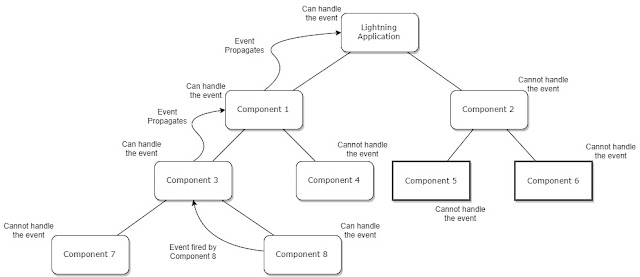 Can handle
the event
Lightning
Application
Event
Propagates
Can handle
the event
Component 1
Cannot handle
the event
Component 2
Event
Propagates
Can handle
the event
Component 3
Cannot handle
the event
Component 4
Component 5
Cannot handle
the event
Cannot handle
the event
Component 6
Cannot handle
the event
Component 7
Event fired by
Component 8
Can handle
the event
Component 8